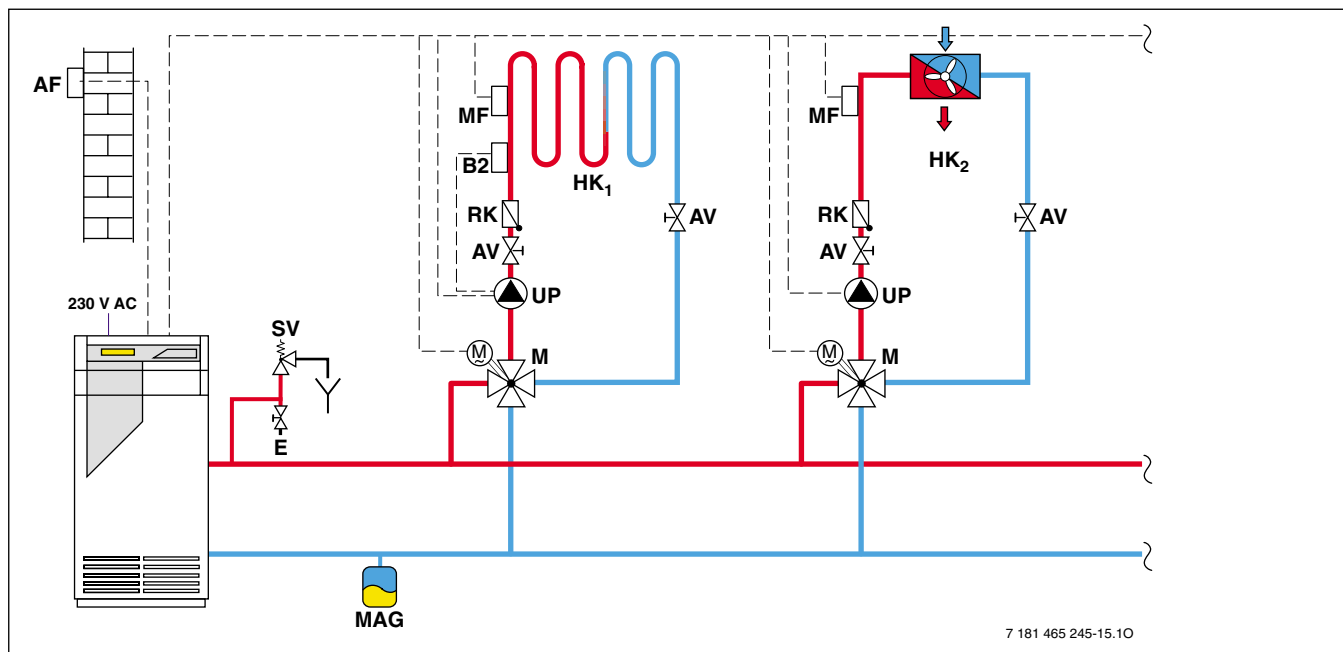 AF
MF
MF
B2
HK1
HK2
RK
AV
RK
AV
AV
AV
230 V AC
UP
UP
SV
M
~
M
M
~
M
E
MAG
7 181 465 245-15.1O